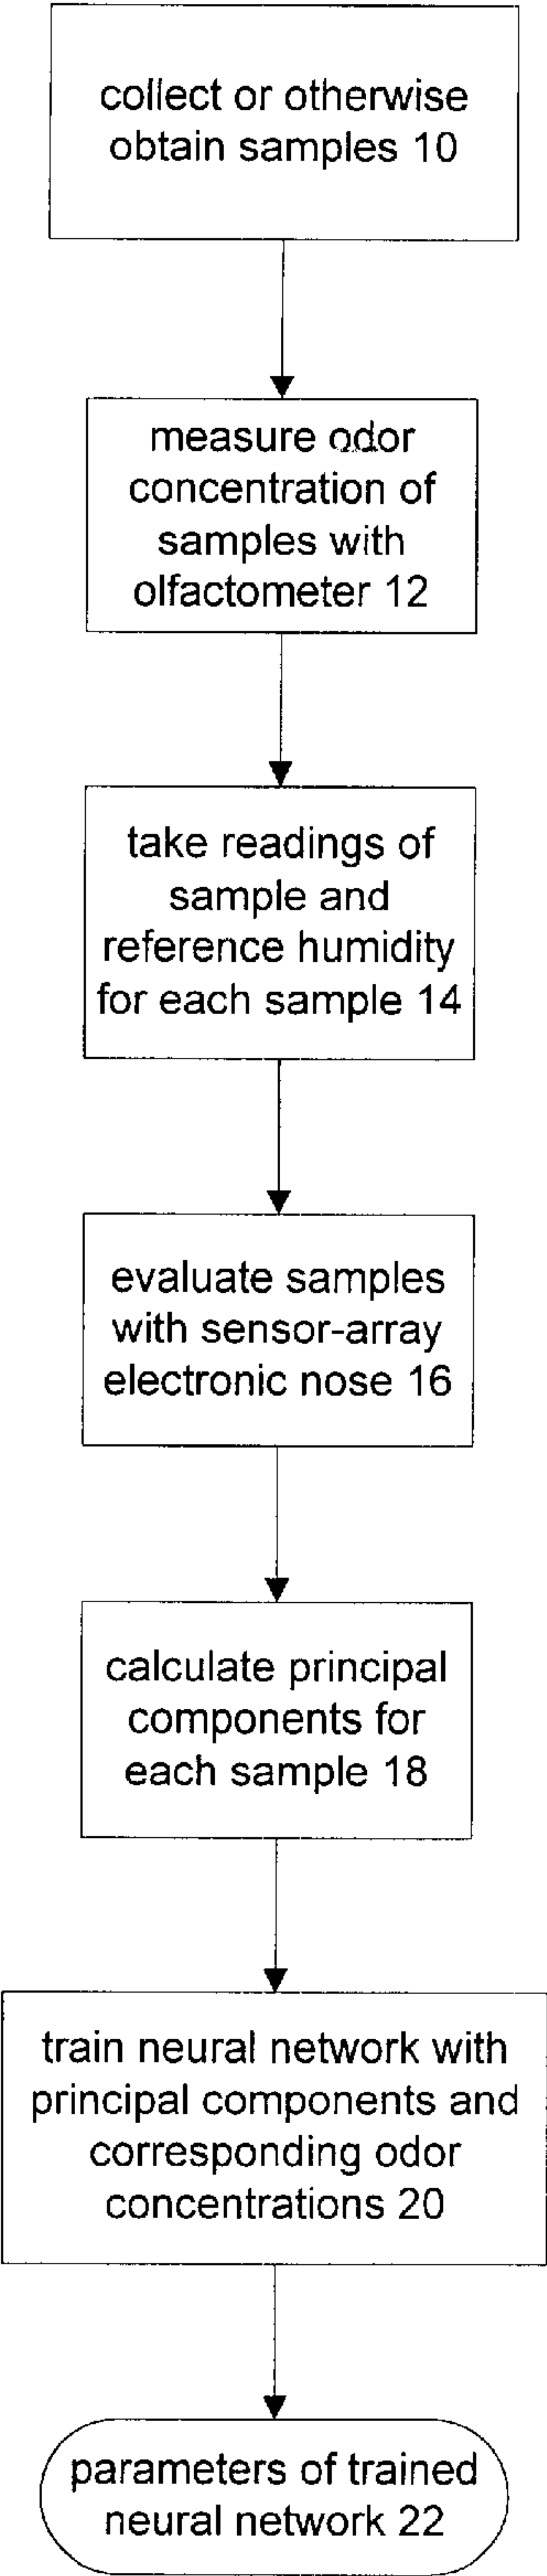 collect or otherwise
obtain samples 10
measure odor
concentration of
samples with
olfactometer 12
take readings of
sample and
reference humidity
for each sample 14
evaluate samples
with sensor-array
electronic nose 16
calculate principal
components for
each sample 18
train neural network with
principal components and
corresponding odor
concentrations 20
parameters of trained
neural network 22